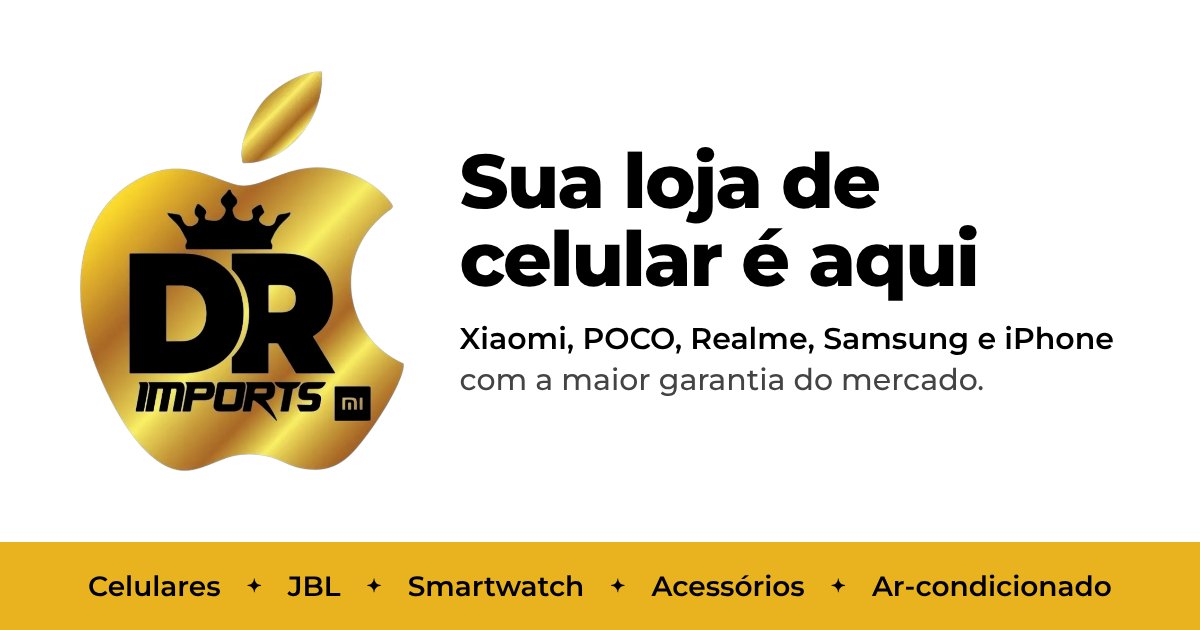 DR
IMPORTS
mi
Sua loja de
celular é aqui
Xiaomi, POCO, Realme, Samsung e iPhone
com a maior garantia do mercado.
Celulares ✦ JBL ✦ Smartwatch ✦ Acessórios ✦ Ar-condicionado